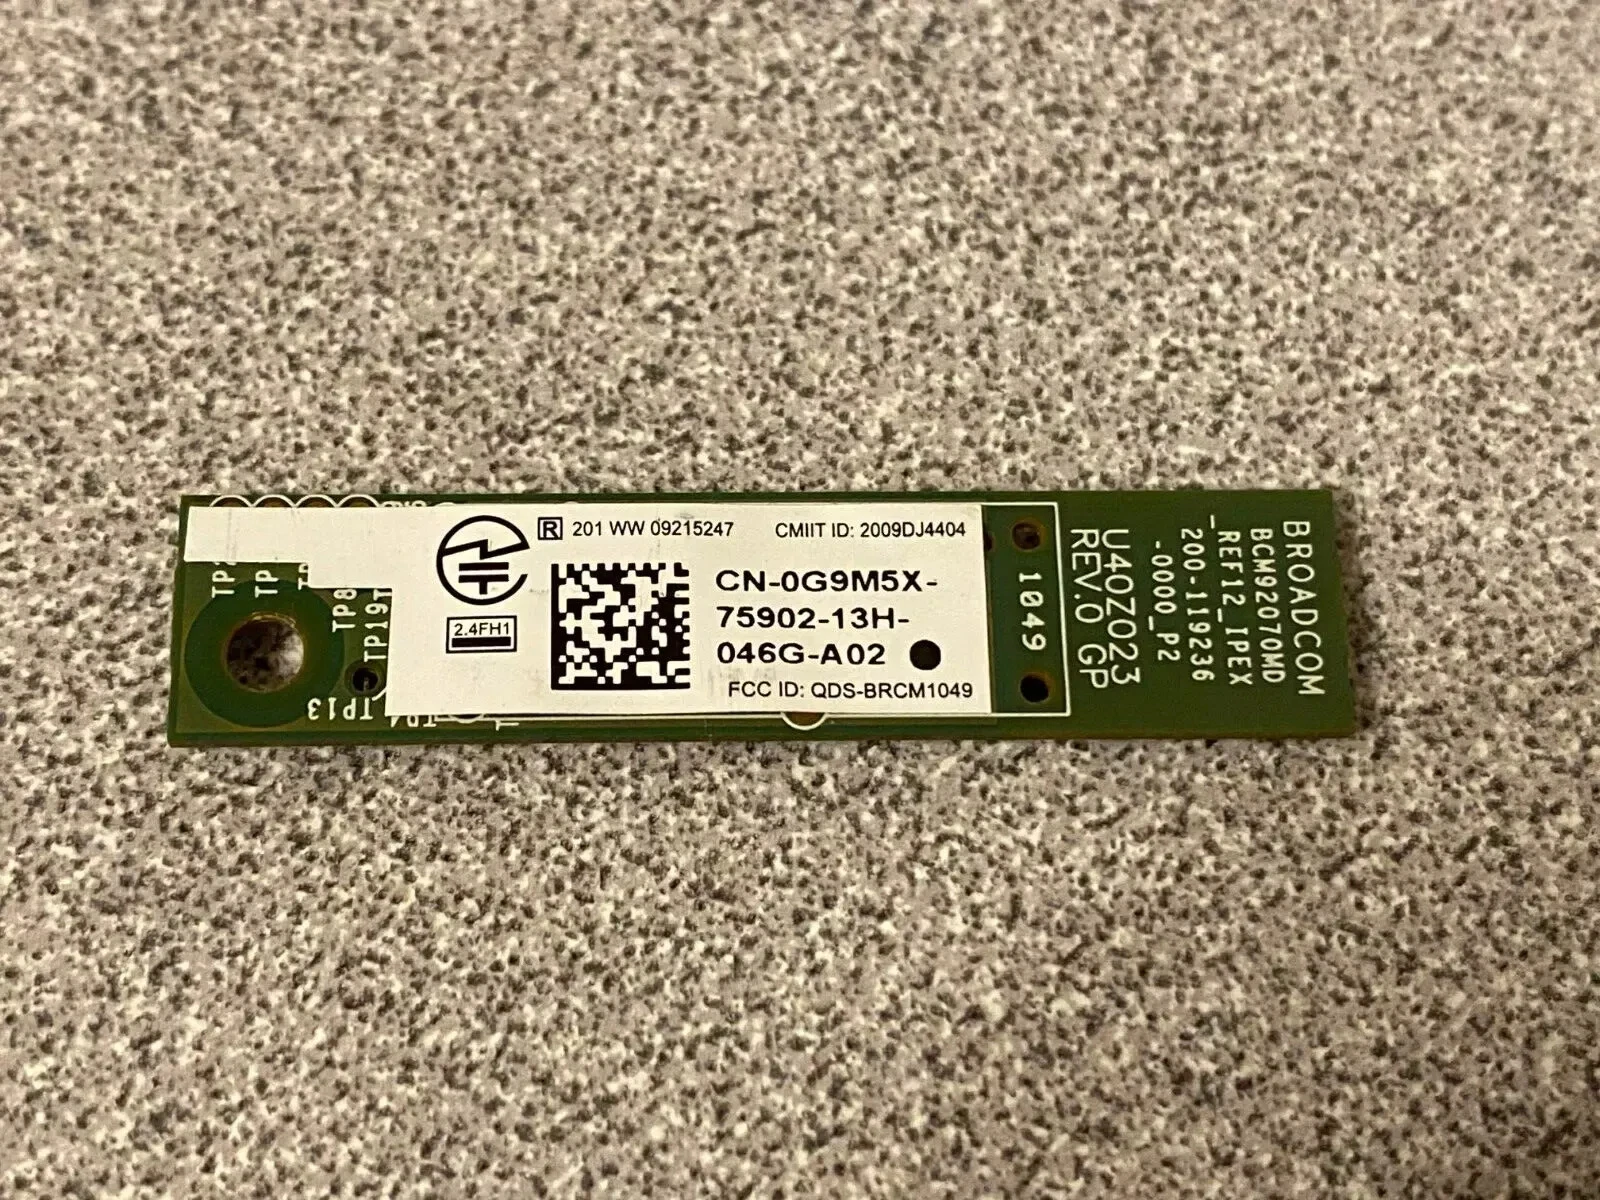 R 201 WW 09215247
CMIIT ID: 2009DJ4404
2.4FH1
CN-0G9M5X-
75902-13H-
046G-A02
FCC ID: QDS-BRCM1049
1049
U40Z023
REV.0 GP
BROADCOM
BCM92070MD
_REF12_IPEX
200-119236
-0000_P2
TP8
TP19
TP13